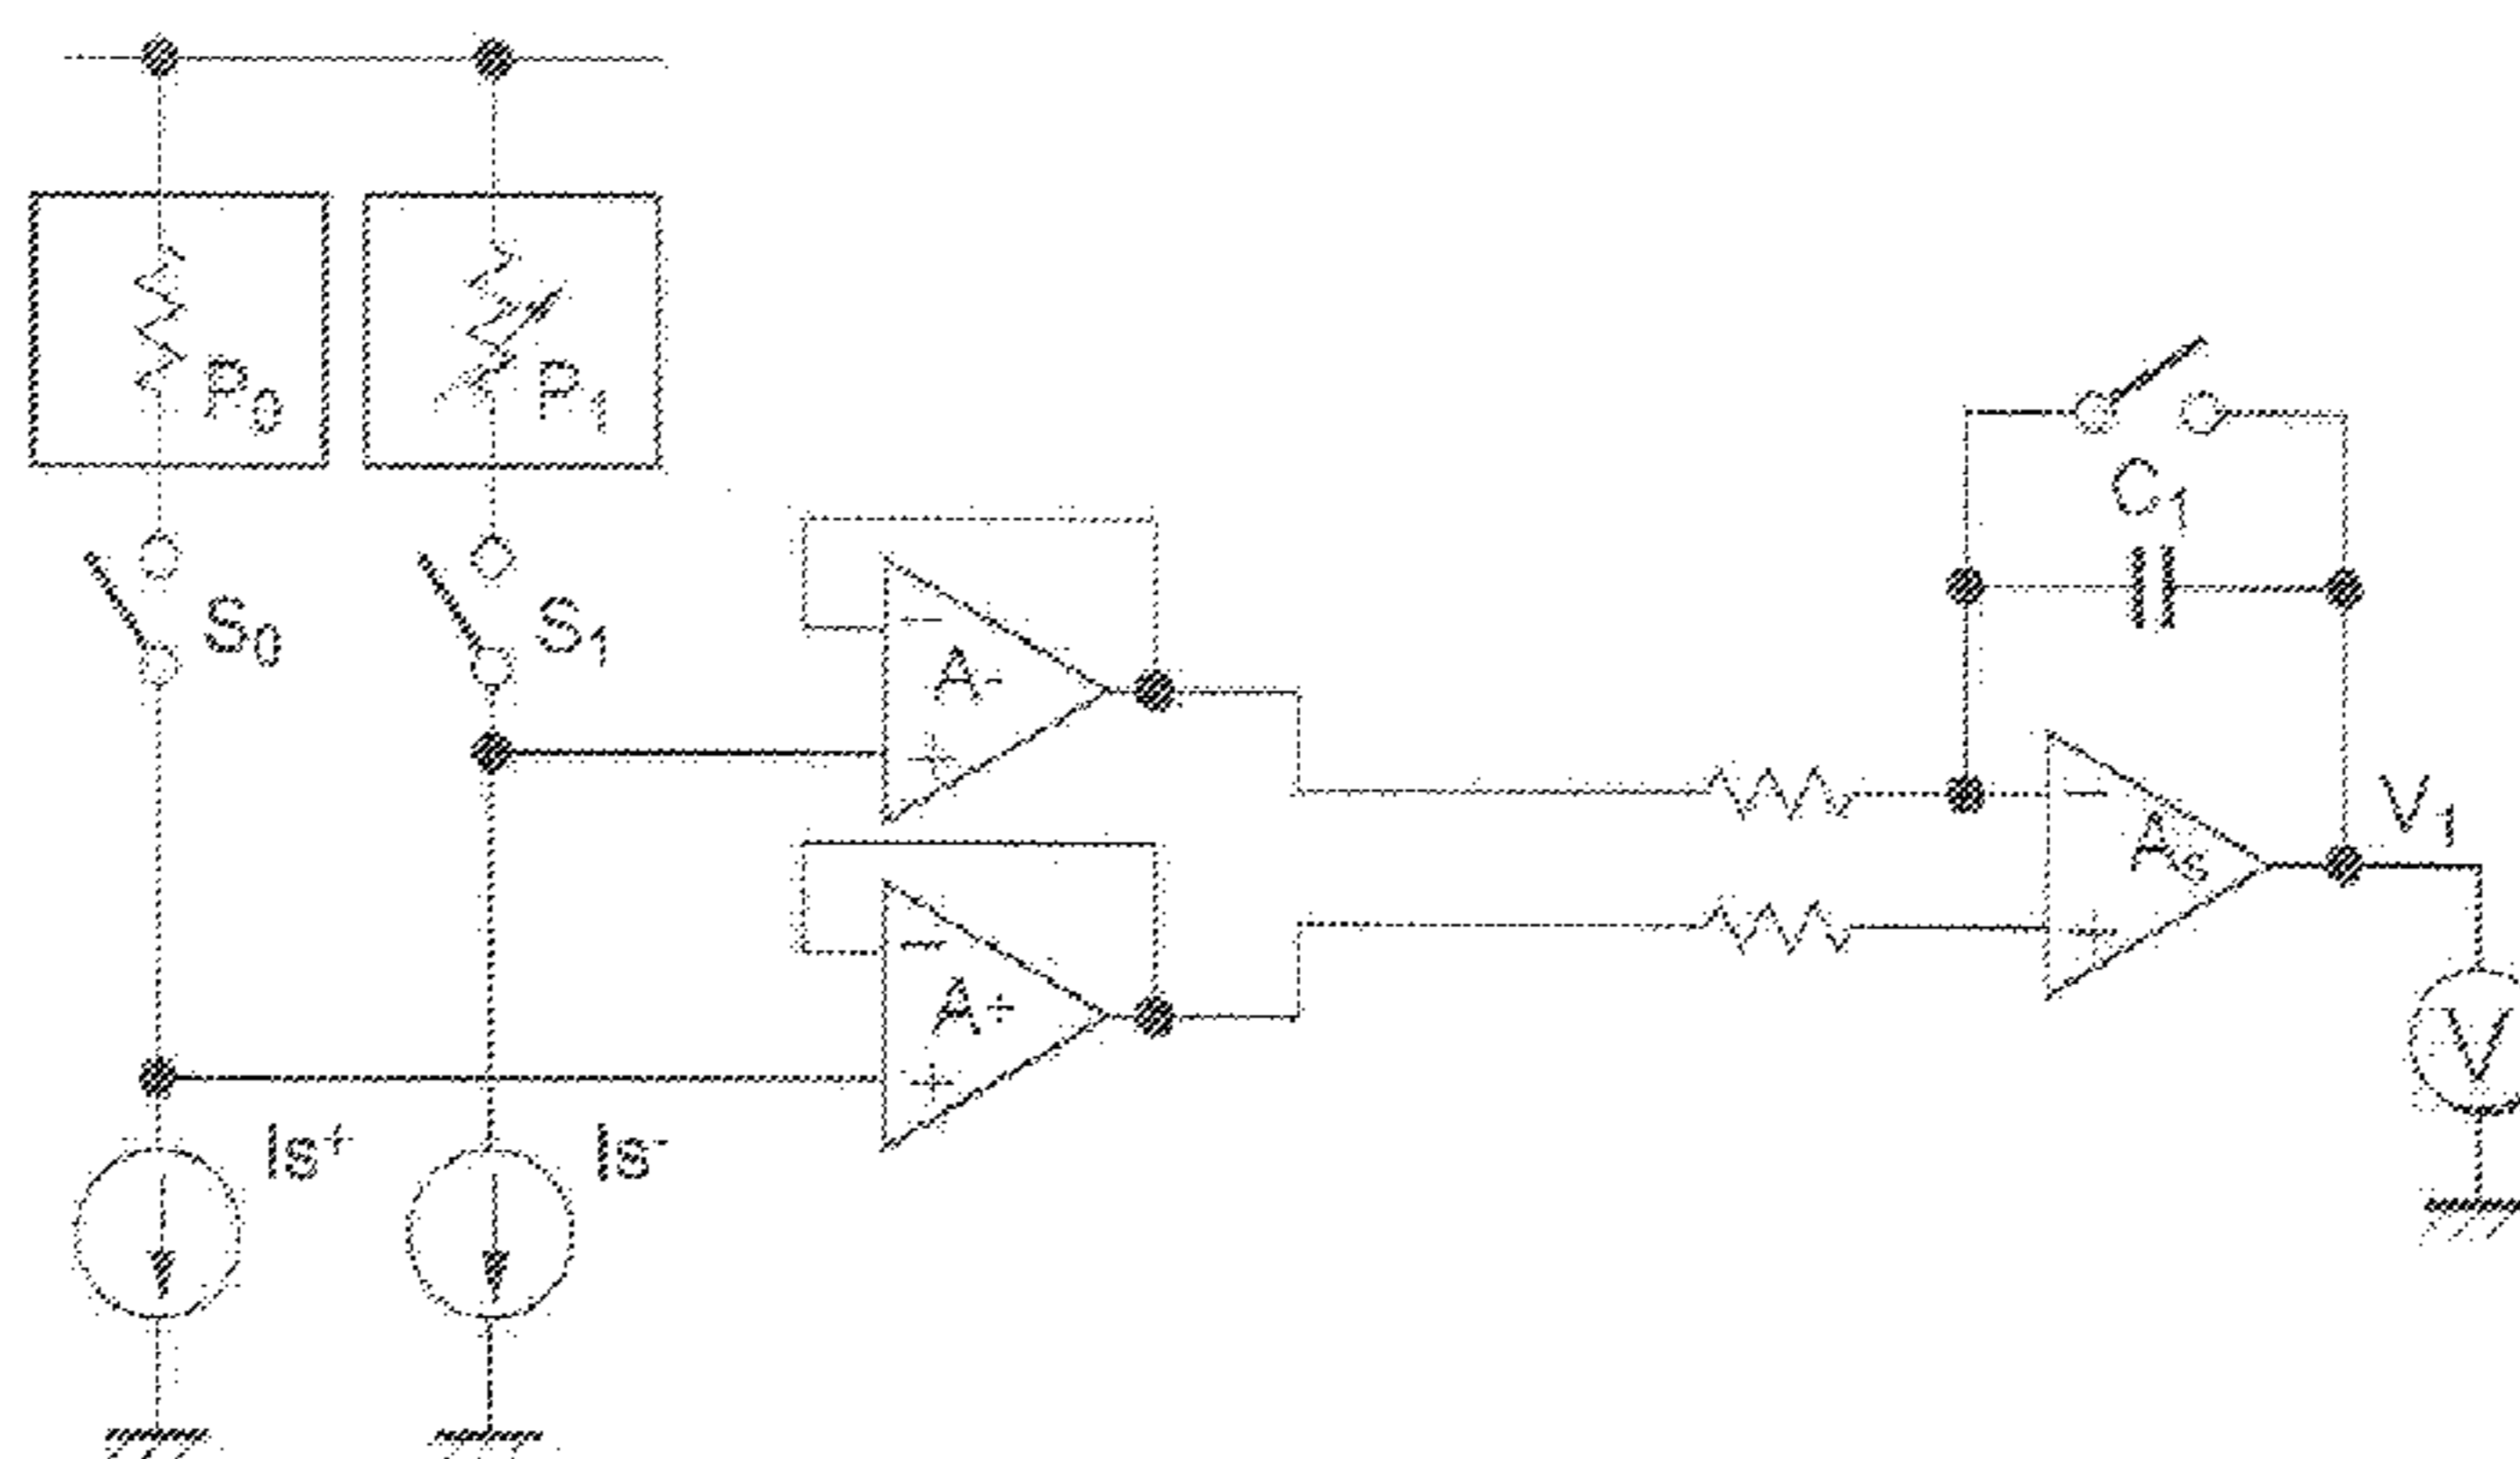 P0 P1
C1
S0 S1
A-
V1
As
A+
V
Is+ Is-